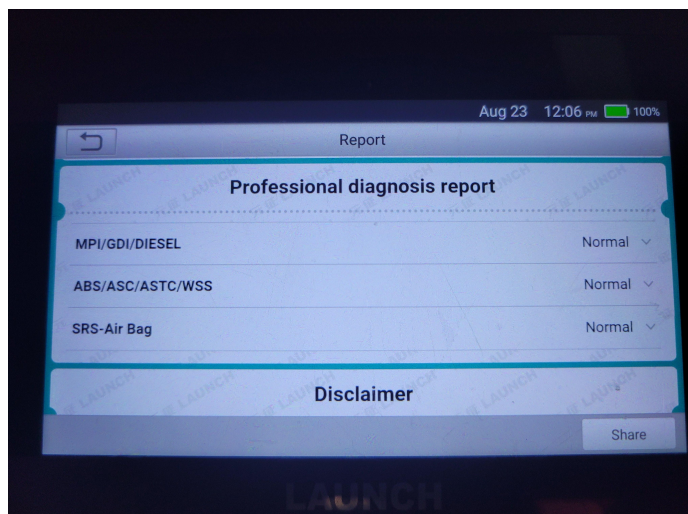 Aug 23 12:06 PM 100%
Report
Professional diagnosis report
MPI/GDI/DIESEL Normal
ABS/ASC/ASTC/WSS Normal
SRS-Air Bag Normal
Disclaimer
Share
LAUNCH